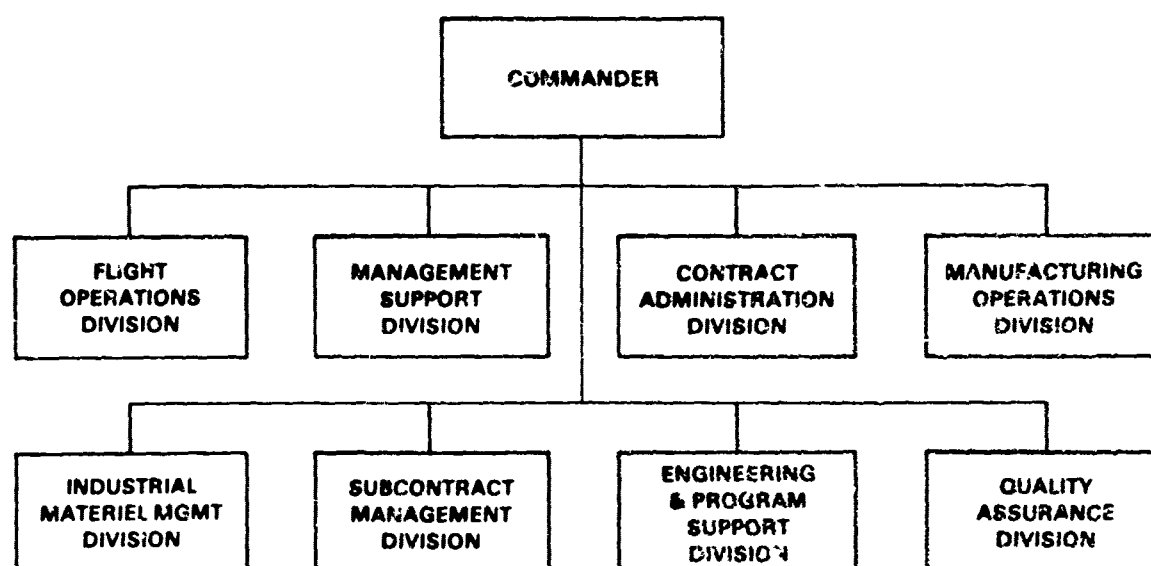 COMMANDER
FLIGHT
OPERATIONS
DIVISION
MANAGEMENT
SUPPORT
DIVISION
CONTRACT
ADMINISTRATION
DIVISION
MANUFACTURING
OPERATIONS
DIVISION
INDUSTRIAL
MATERIEL MGMT
DIVISION
SUBCONTRACT
MANAGEMENT
DIVISION
ENGINEERING
& PROGRAM
SUPPORT
DIVISION
QUALITY
ASSURANCE
DIVISION